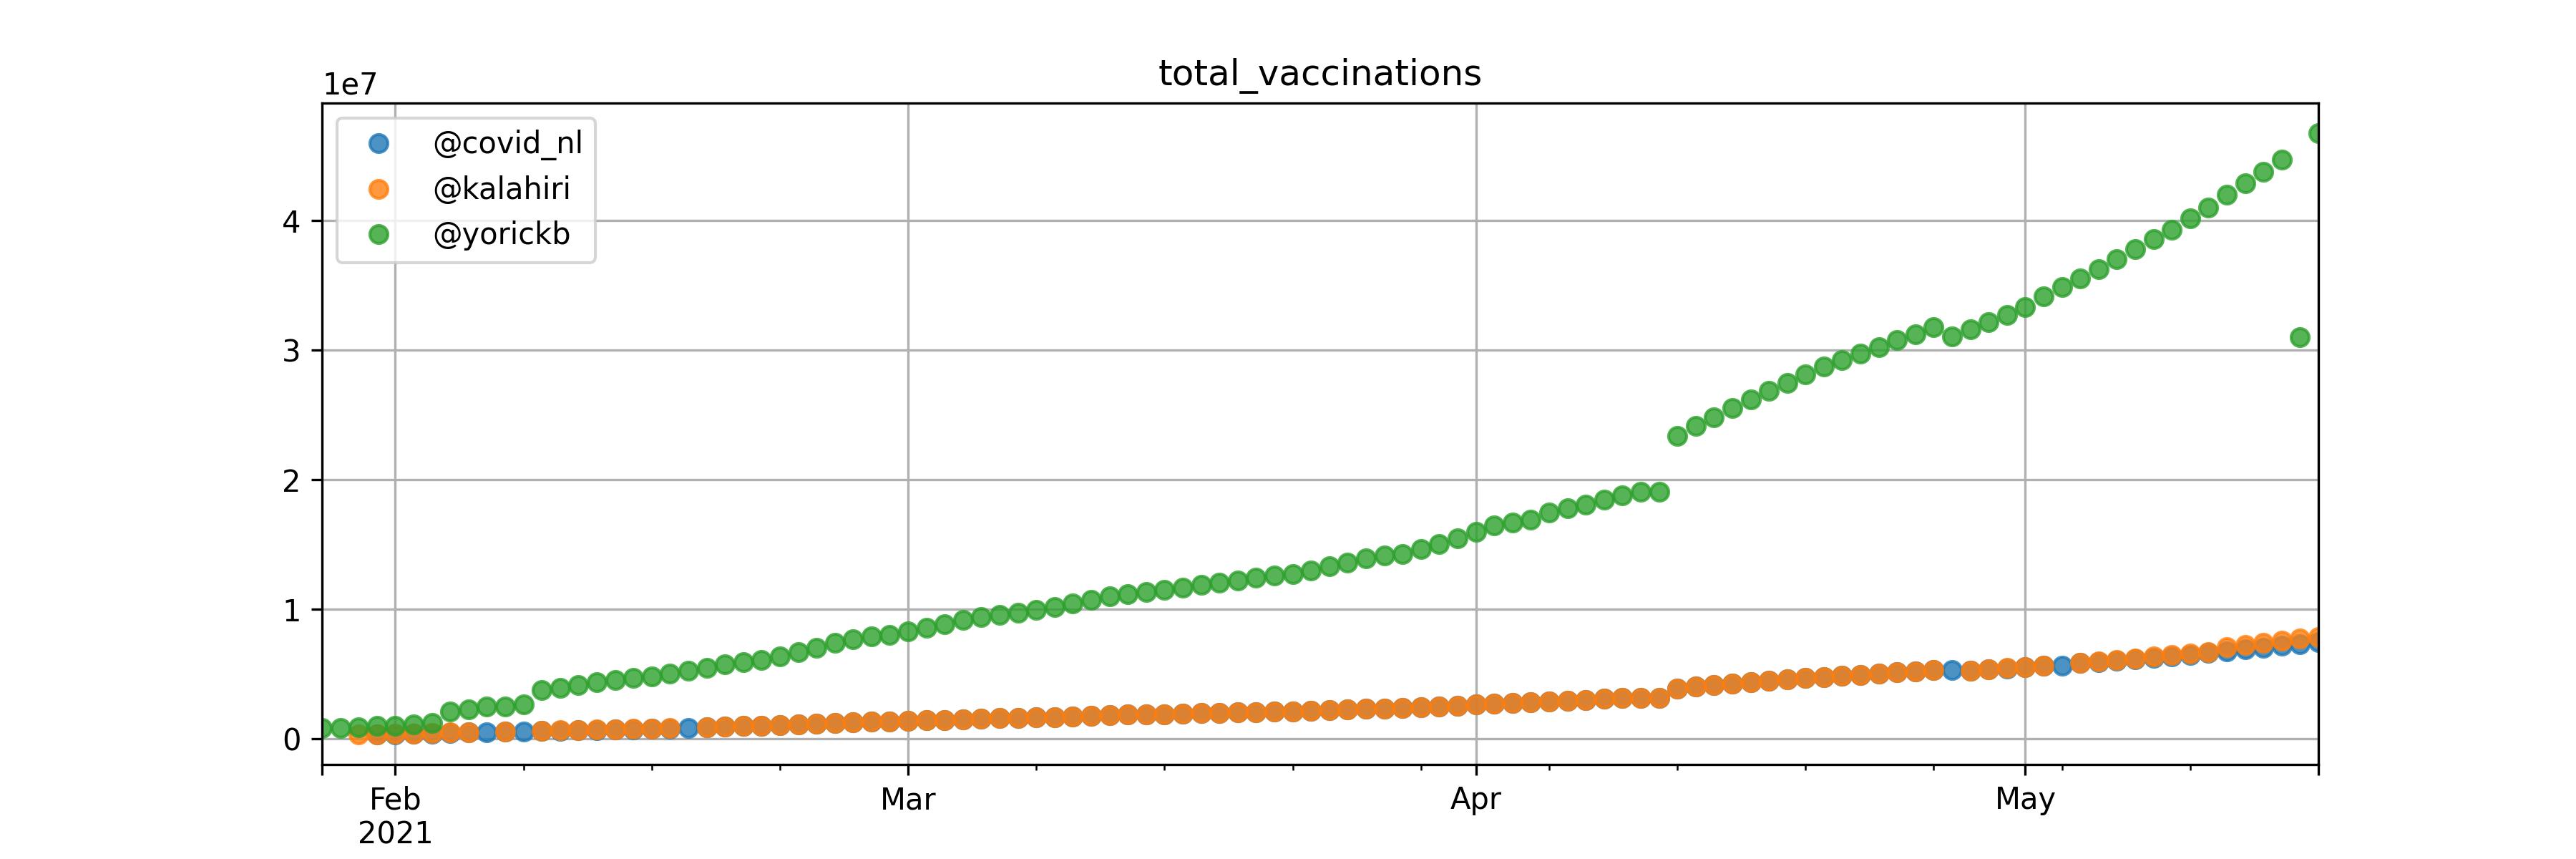 total_vaccinations
1e7
@covid_nl
@kalahiri
@yorickb
4
3
2
1
0
Feb Mar Apr May
2021